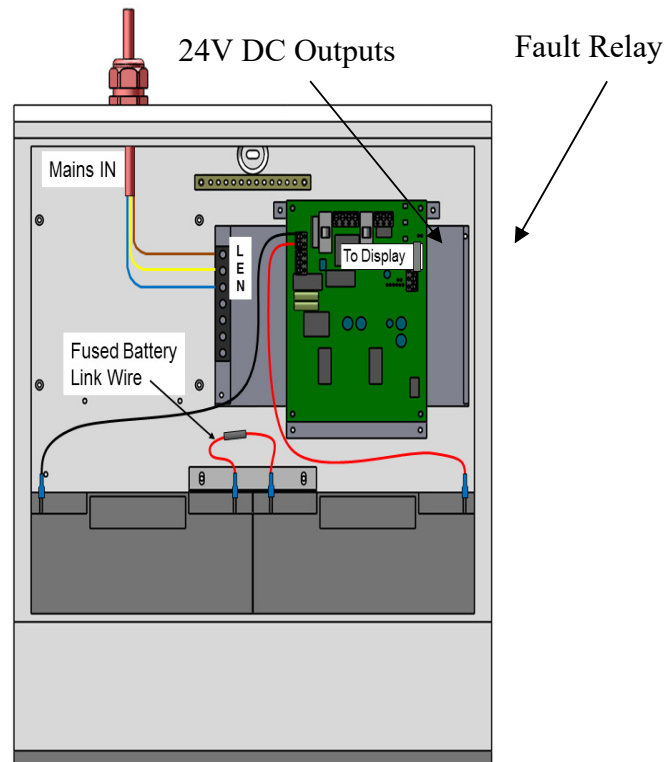 24V DC Outputs
Fault Relay
Mains IN
L
E
N
To Display
Fused Battery
Link Wire